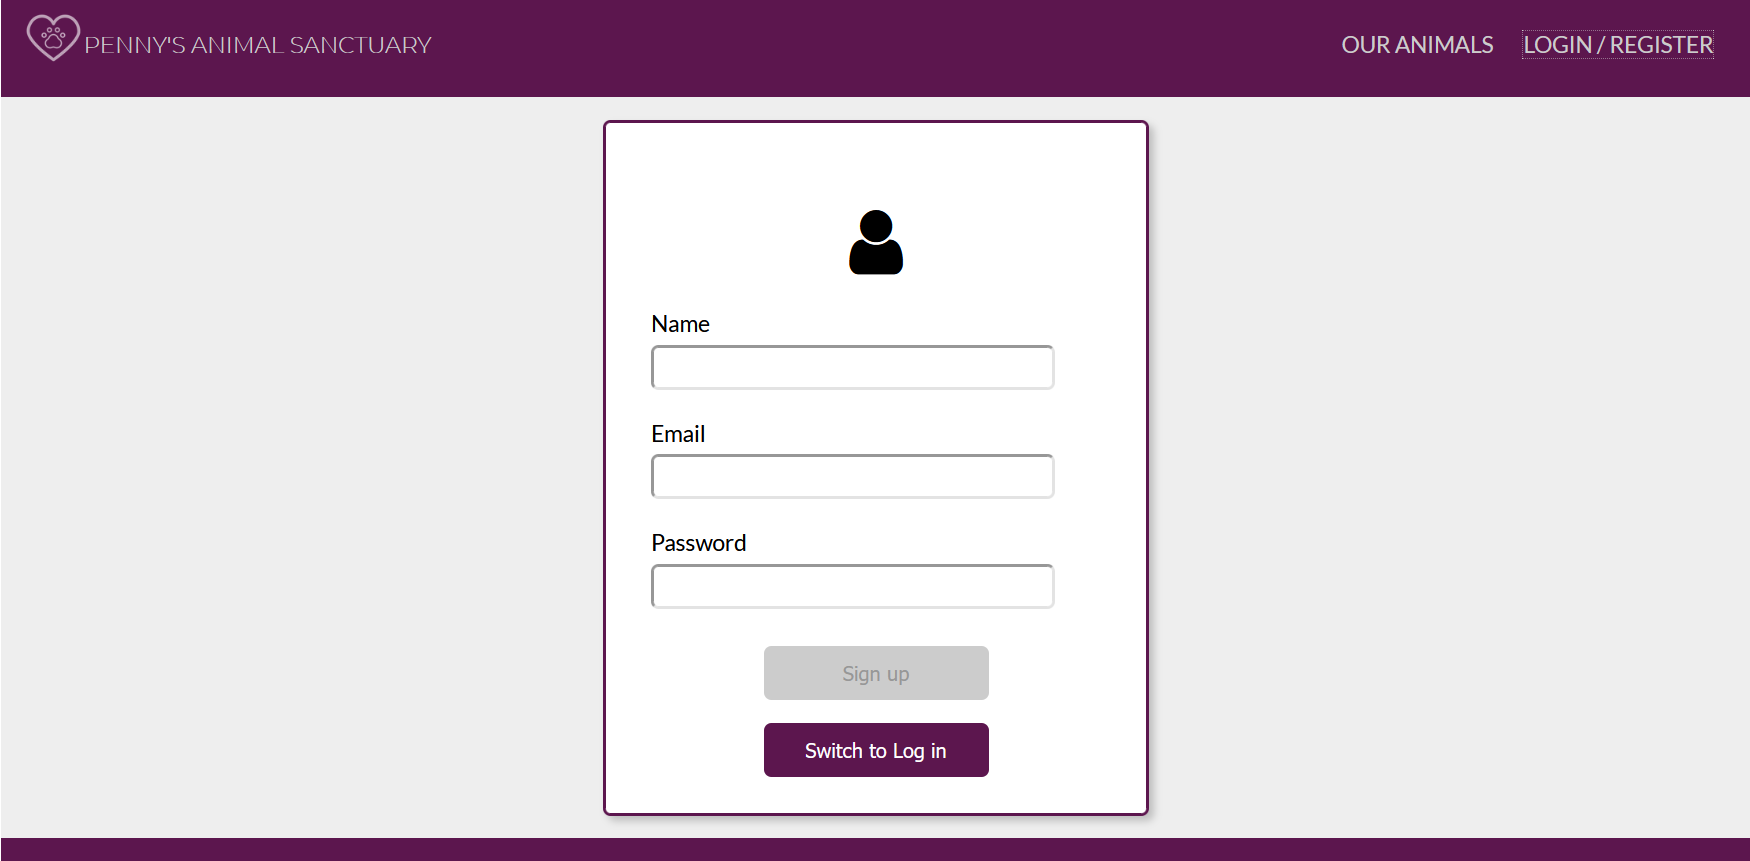 PENNY'S ANIMAL SANCTUARY
OUR ANIMALS
LOGIN / REGISTER
Name
Email
Password
Sign up
Switch to Log in